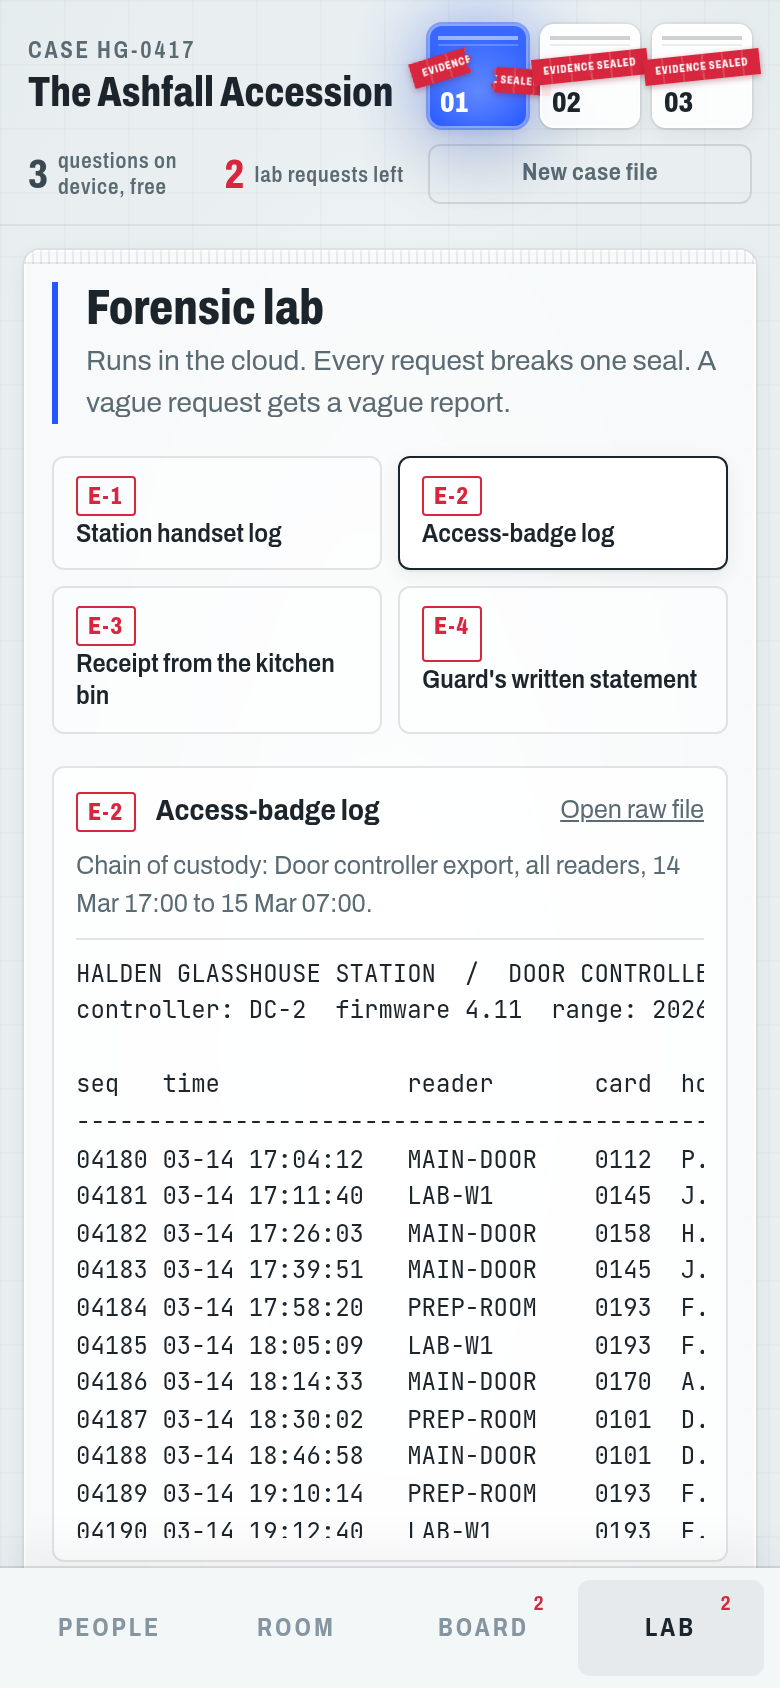 CASE HG-0417
The Ashfall Accession
EVIDENCE
SEALE
01
EVIDENCE SEALED
02
EVIDENCE SEALED
03
3 questions on
device, free
2 lab requests left
New case file
Forensic lab
Runs in the cloud. Every request breaks one seal. A
vague request gets a vague report.
E-1
Station handset log
E-2
Access-badge log
E-3
Receipt from the kitchen
bin
E-4
Guard's written statement
E-2 Access-badge log Open raw file
Chain of custody: Door controller export, all readers, 14
Mar 17:00 to 15 Mar 07:00.
HALDEN GLASSHOUSE STATION / DOOR CONTROLLE
controller: DC-2 firmware 4.11 range: 2026
seq time reader card ho
---------------------------------------------
04180 03-14 17:04:12 MAIN-DOOR 0112 P.
04181 03-14 17:11:40 LAB-W1 0145 J.
04182 03-14 17:26:03 MAIN-DOOR 0158 H.
04183 03-14 17:39:51 MAIN-DOOR 0145 J.
04184 03-14 17:58:20 PREP-ROOM 0193 F.
04185 03-14 18:05:09 LAB-W1 0193 F.
04186 03-14 18:14:33 MAIN-DOOR 0170 A.
04187 03-14 18:30:02 PREP-ROOM 0101 D.
04188 03-14 18:46:58 MAIN-DOOR 0101 D.
04189 03-14 19:10:14 PREP-ROOM 0193 F.
04190 03-14 19:12:40 LAB-W1 0193 F.
PEOPLE
ROOM
BOARD 2
LAB 2